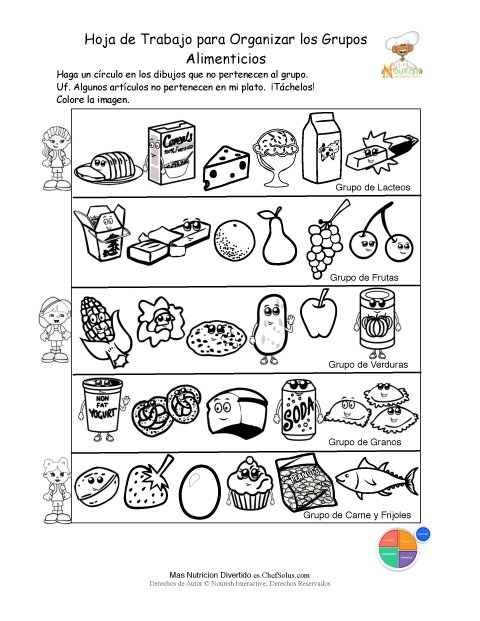 Hoja de Trabajo para Organizar los Grupos
Alimenticios
Haga un círculo en los dibujos que no pertenecen al grupo.
Uf. Algunos artículos no pertenecen en mi plato. ¡Táchelos!
Colore la imagen.
NOURISH
INTERACTIVE
Cereals
Grupo de Lacteos
Grupo de Frutas
Grupo de Verduras
NON
FAT
YOGURT
SODA
Grupo de Granos
Grupo de Carne y Frijoles
Mas Nutricion Divertido es.ChefSolus.com
Derechos de Autor © Nourish Interactive, Derechos Reservados